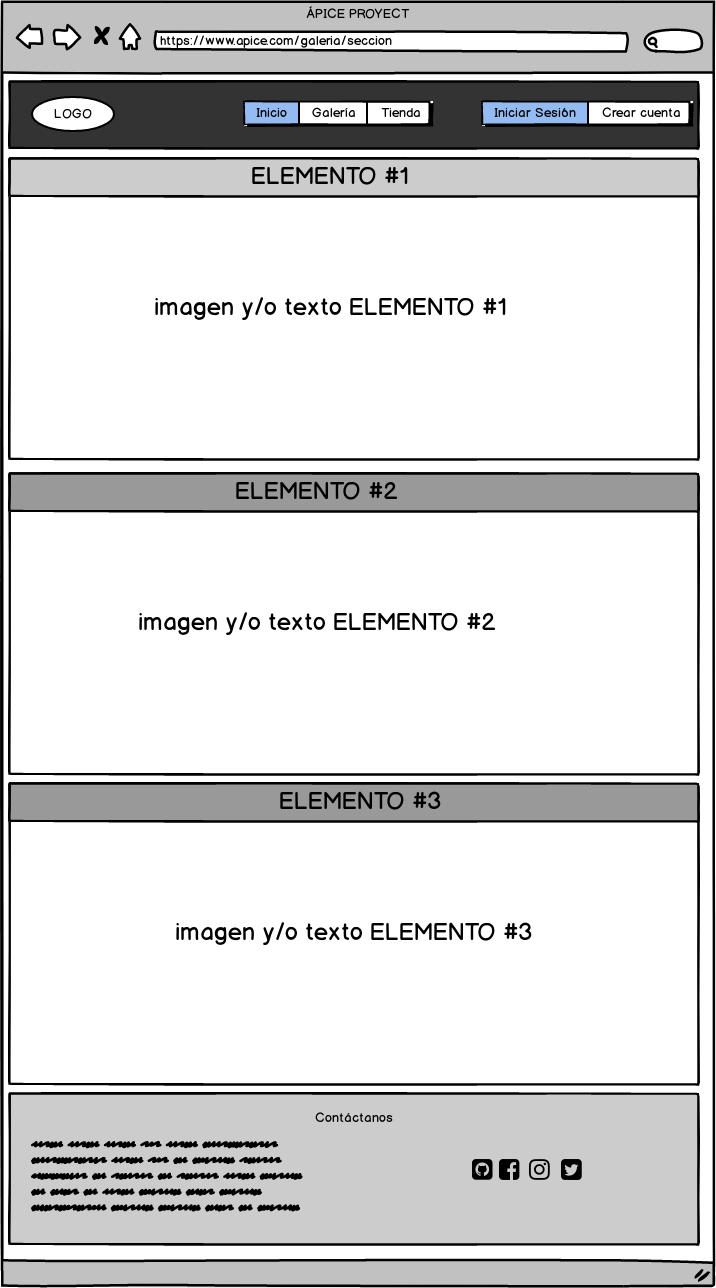 ÁPICE PROYECT
https://www.apice.com/galeria/seccion
LOGO
Inicio Galería Tienda
Iniciar Sesión Crear cuenta
ELEMENTO #1
imagen y/o texto ELEMENTO #1
ELEMENTO #2
imagen y/o texto ELEMENTO #2
ELEMENTO #3
imagen y/o texto ELEMENTO #3
Contáctanos